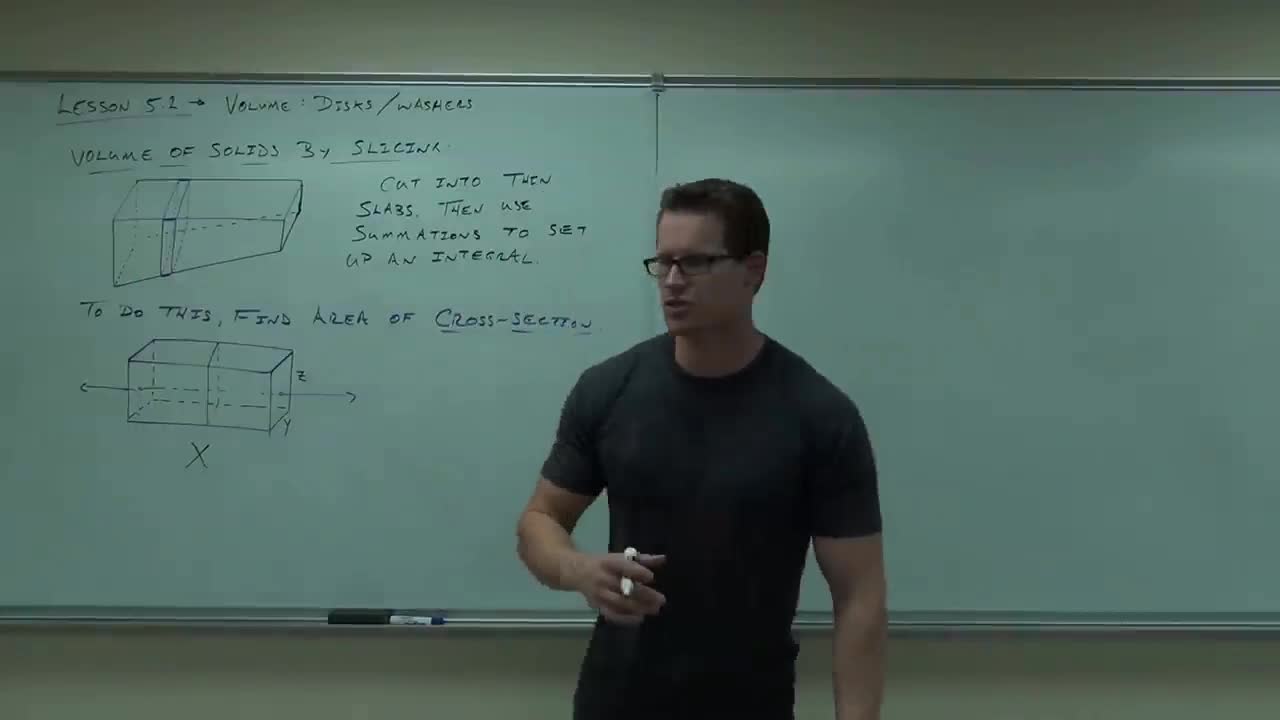 LESSON 5.2 → VOLUME: DISKS/WASHERS
VOLUME OF SOLIDS BY SLICING.
CUT INTO THIN
SLABS. THEN USE
SUMMATIONS TO SET
UP AN INTEGRAL.
TO DO THIS, FIND AREA OF CROSS-SECTION.
Z
Y
X